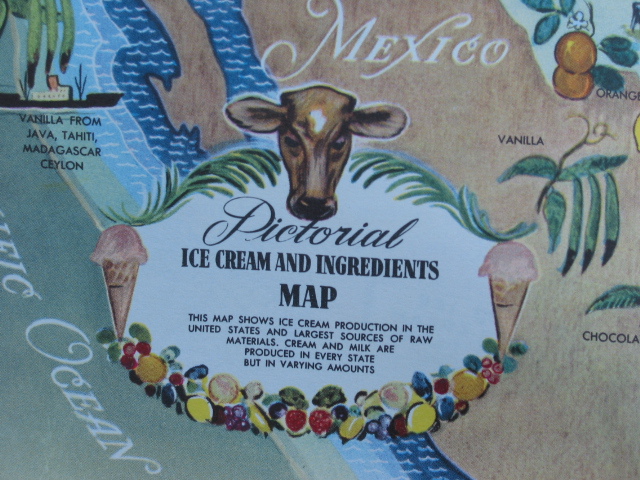 MEXICO
ORANGE
VANILLA
VANILLA FROM
JAVA, TAHITI,
MADAGASCAR
CEYLON
Pictorial
ICE CREAM AND INGREDIENTS
MAP
THIS MAP SHOWS ICE CREAM PRODUCTION IN THE
UNITED STATES AND LARGEST SOURCES OF RAW
MATERIALS. CREAM AND MILK ARE
PRODUCED IN EVERY STATE
BUT IN VARYING AMOUNTS
CHOCOLA
IFIC
OCEAN